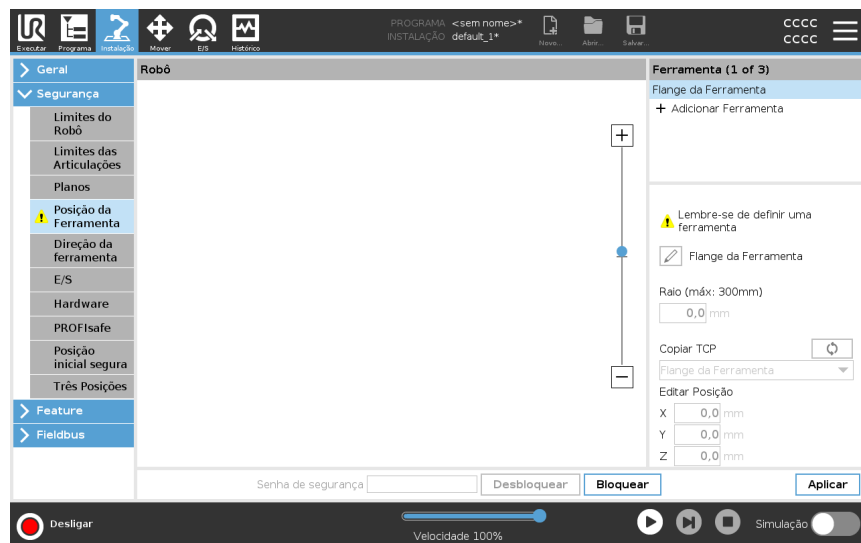 PROGRAMA <sem nome>*
INSTALAÇÃO default_1*
Executar
Programa
Instalação
Mover
E/S
Histórico
Novo...
Abrir...
Salvar...
cccc
cccc
Geral
Segurança
Limites do
Robô
Limites das
Articulações
Planos
Posição da
Ferramenta
Direção da
ferramenta
E/S
Hardware
PROFIsafe
Posição
inicial segura
Três Posições
Feature
Fieldbus
Robô
Ferramenta (1 of 3)
Flange da Ferramenta
+ Adicionar Ferramenta
Lembre-se de definir uma
ferramenta
Flange da Ferramenta
Raio (máx: 300mm)
0,0 mm
Copiar TCP
Flange da Ferramenta
Editar Posição
X 0,0 mm
Y 0,0 mm
Z 0,0 mm
Senha de segurança
Desbloquear
Bloquear
Aplicar
Desligar
Velocidade 100%
Simulação